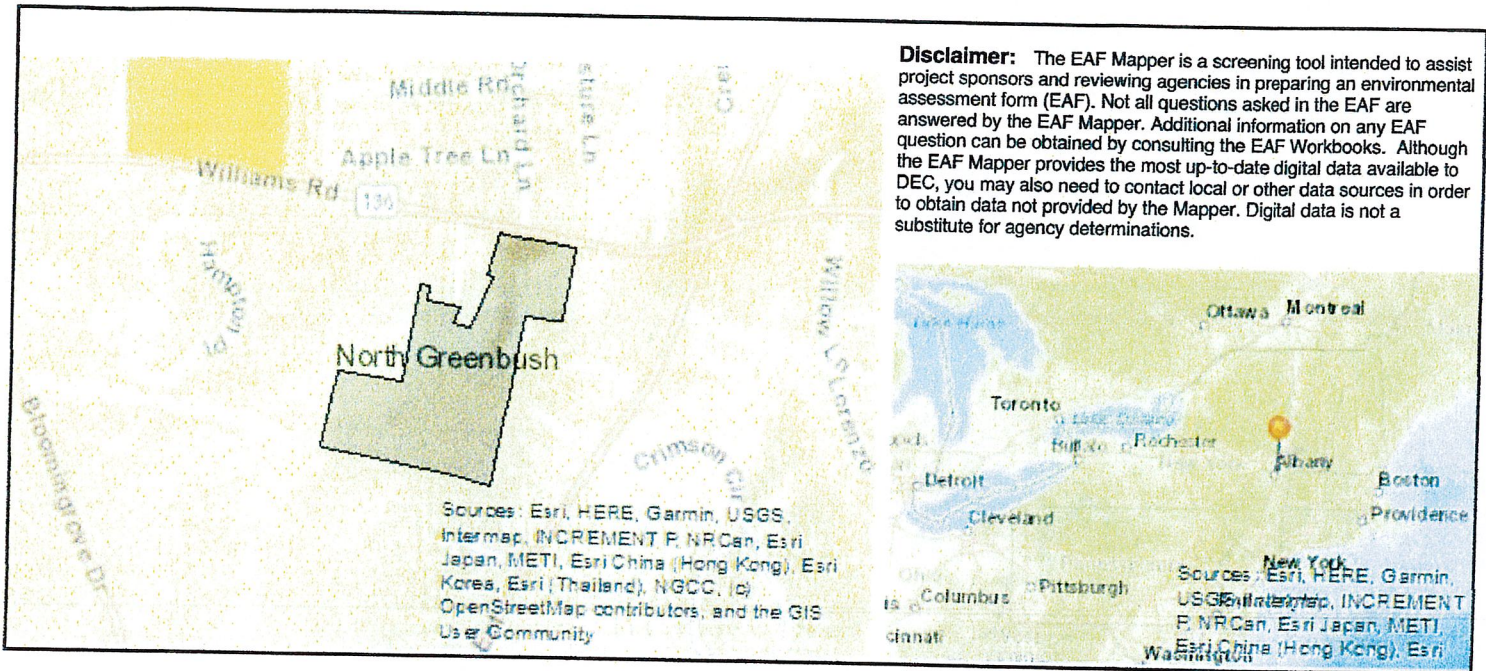 Disclaimer: The EAF Mapper is a screening tool intended to assist
project sponsors and reviewing agencies in preparing an environmental
assessment form (EAF). Not all questions asked in the EAF are
answered by the EAF Mapper. Additional information on any EAF
question can be obtained by consulting the EAF Workbooks. Although
the EAF Mapper provides the most up-to-date digital data available to
DEC, you may also need to contact local or other data sources in order
to obtain data not provided by the Mapper. Digital data is not a
substitute for agency determinations.
Middle Rd
Apple Tree Ln
Williams Rd
136
North Greenbush
Bloomingrove Dr
Crimson Cir
Sources: Esri, HERE, Garmin, USGS,
Intermap, INCREMENT P, NRCan, Esri
Japan, METI, Esri China (Hong Kong), Esri
Korea, Esri (Thailand), NGCC, (c)
OpenStreetMap contributors, and the GIS
User Community
Ottawa
Montreal
Toronto
Buffalo
Rochester
Albany
Detroit
Boston
Cleveland
Providence
New York
Pittsburgh
Columbus
cinnati
Washington
Sources: Esri, HERE, Garmin,
USGS, Intermap, INCREMENT
P, NRCan, Esri Japan, METI,
Esri China (Hong Kong), Esri